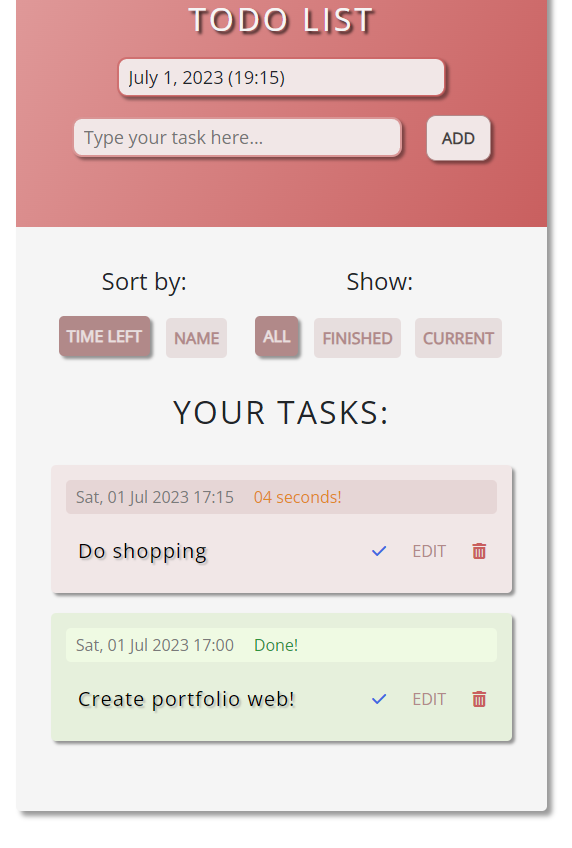 TODO LIST
July 1, 2023 (19:15)
Type your task here...
ADD
Sort by:
Show:
TIME LEFT
NAME
ALL
FINISHED
CURRENT
YOUR TASKS:
Sat, 01 Jul 2023 17:15 04 seconds!
Do shopping
EDIT
Sat, 01 Jul 2023 17:00 Done!
Create portfolio web!
EDIT